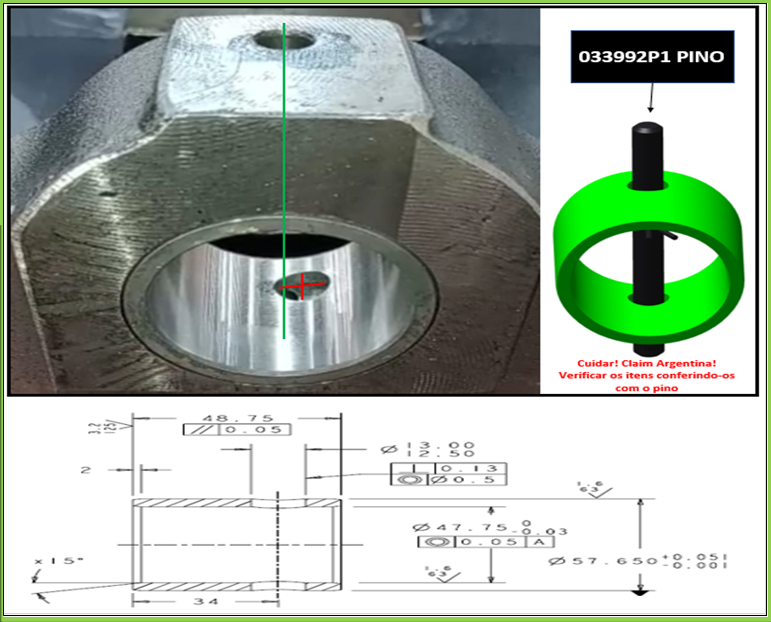 033992P1 PINO
Cuidar! Claim Argentina!
Verificar os itens conferindo-os
com o pino
48.75
// 0.05
3.2
125
2
Ø 13.00
12.50
⊥ 0.13
◎ Ø0.5
1.6
63
Ø47.75 0 -0.03
◎ 0.05 A
Ø57.650 +0.051 -0.001
x15°
1.6
63
34